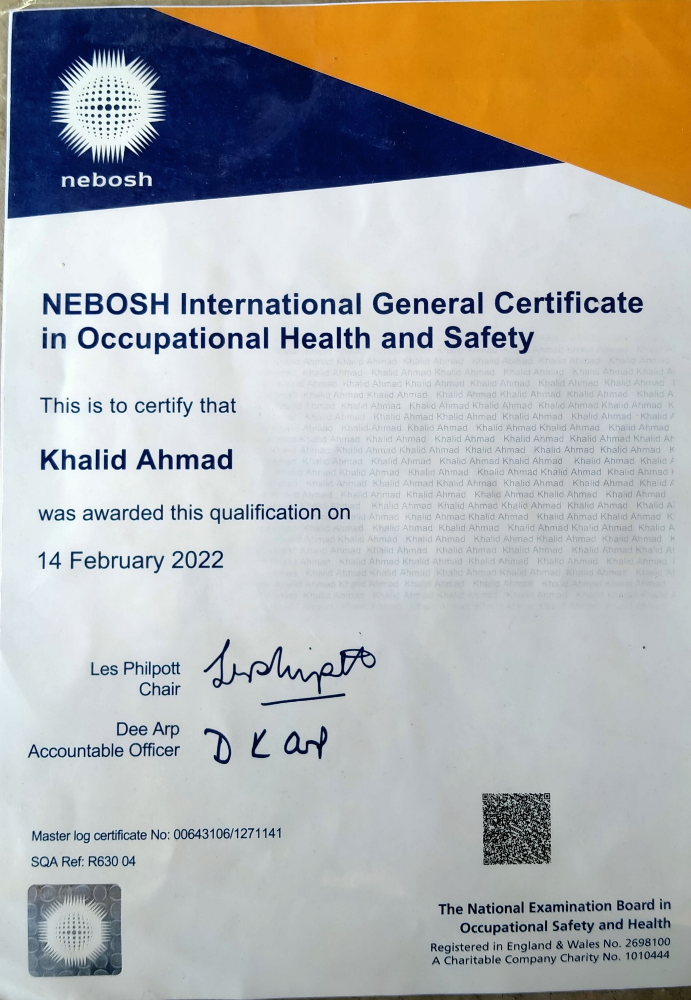 nebosh
NEBOSH International General Certificate
in Occupational Health and Safety
This is to certify that
Khalid Ahmad
was awarded this qualification on
14 February 2022
Les Philpott
Chair
Dee Arp
Accountable Officer
D K Arp
Master log certificate No: 00643106/1271141
SQA Ref: R630 04
The National Examination Board in
Occupational Safety and Health
Registered in England & Wales No. 2698100
A Charitable Company Charity No. 1010444